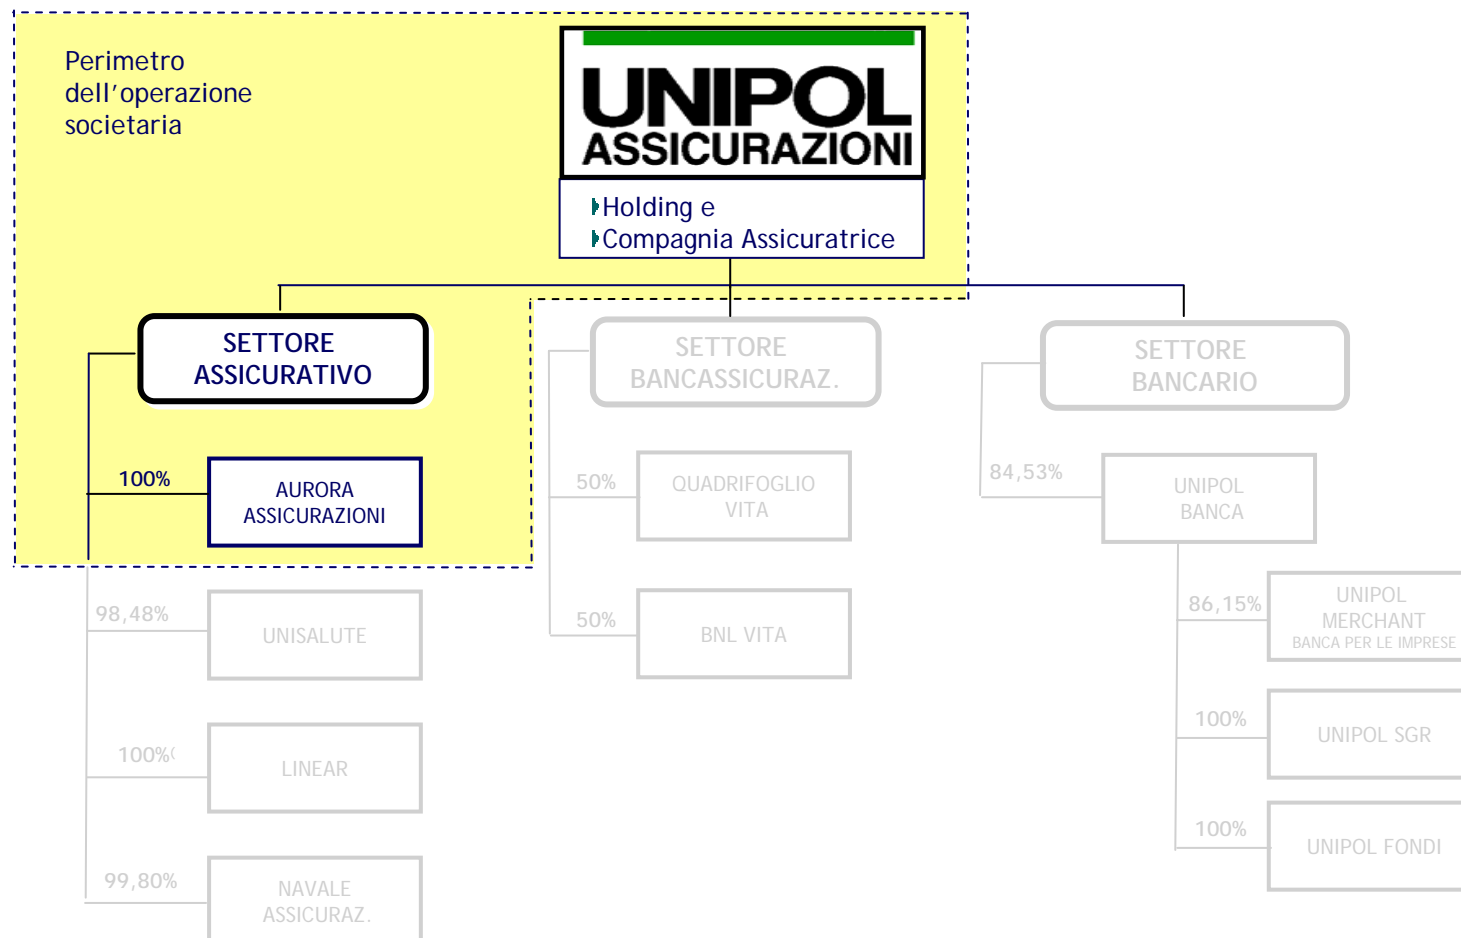 Perimetro
dell'operazione
societaria
UNIPOL
ASSICURAZIONI
Holding e
Compagnia Assicuratrice
SETTORE
ASSICURATIVO
SETTORE
BANCASSICURAZ.
SETTORE
BANCARIO
100%
AURORA
ASSICURAZIONI
50%
QUADRIFOGLIO
VITA
84,53%
UNIPOL
BANCA
98,48%
UNISALUTE
50%
BNL VITA
86,15%
UNIPOL
MERCHANT
BANCA PER LE IMPRESE
100%(
LINEAR
100%
UNIPOL SGR
100%
UNIPOL FONDI
99,80%
NAVALE
ASSICURAZ.